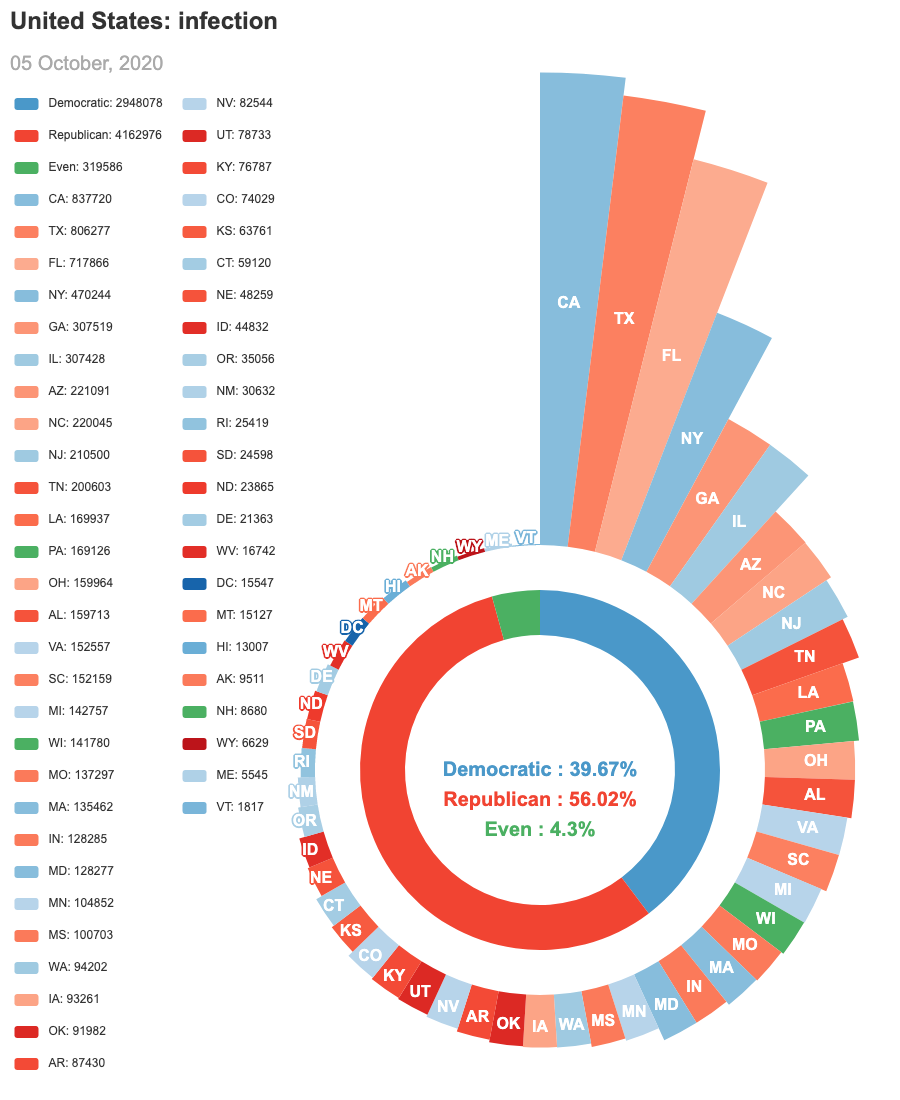 United States: infection
05 October, 2020
Democratic: 2948078
Republican: 4162976
Even: 319586
CA: 837720
TX: 806277
FL: 717866
NY: 470244
GA: 307519
IL: 307428
AZ: 221091
NC: 220045
NJ: 210500
TN: 200603
LA: 169937
PA: 169126
OH: 159964
AL: 159713
VA: 152557
SC: 152159
MI: 142757
WI: 141780
MO: 137297
MA: 135462
IN: 128285
MD: 128277
MN: 104852
MS: 100703
WA: 94202
IA: 93261
OK: 91982
AR: 87430
NV: 82544
UT: 78733
KY: 76787
CO: 74029
KS: 63761
CT: 59120
NE: 48259
ID: 44832
OR: 35056
NM: 30632
RI: 25419
SD: 24598
ND: 23865
DE: 21363
WV: 16742
DC: 15547
MT: 15127
HI: 13007
AK: 9511
NH: 8680
WY: 6629
ME: 5545
VT: 1817
CA
TX
FL
NY
GA
IL
AZ
NC
NJ
TN
LA
PA
OH
AL
VA
SC
MI
WI
MO
MA
IN
MD
MN
MS
WA
IA
OK
AR
NV
UT
KY
CO
KS
CT
NE
ID
OR
NM
RI
SD
ND
DE
WV
DC
MT
HI
AK
NH
WY
ME
VT
Democratic : 39.67%
Republican : 56.02%
Even : 4.3%